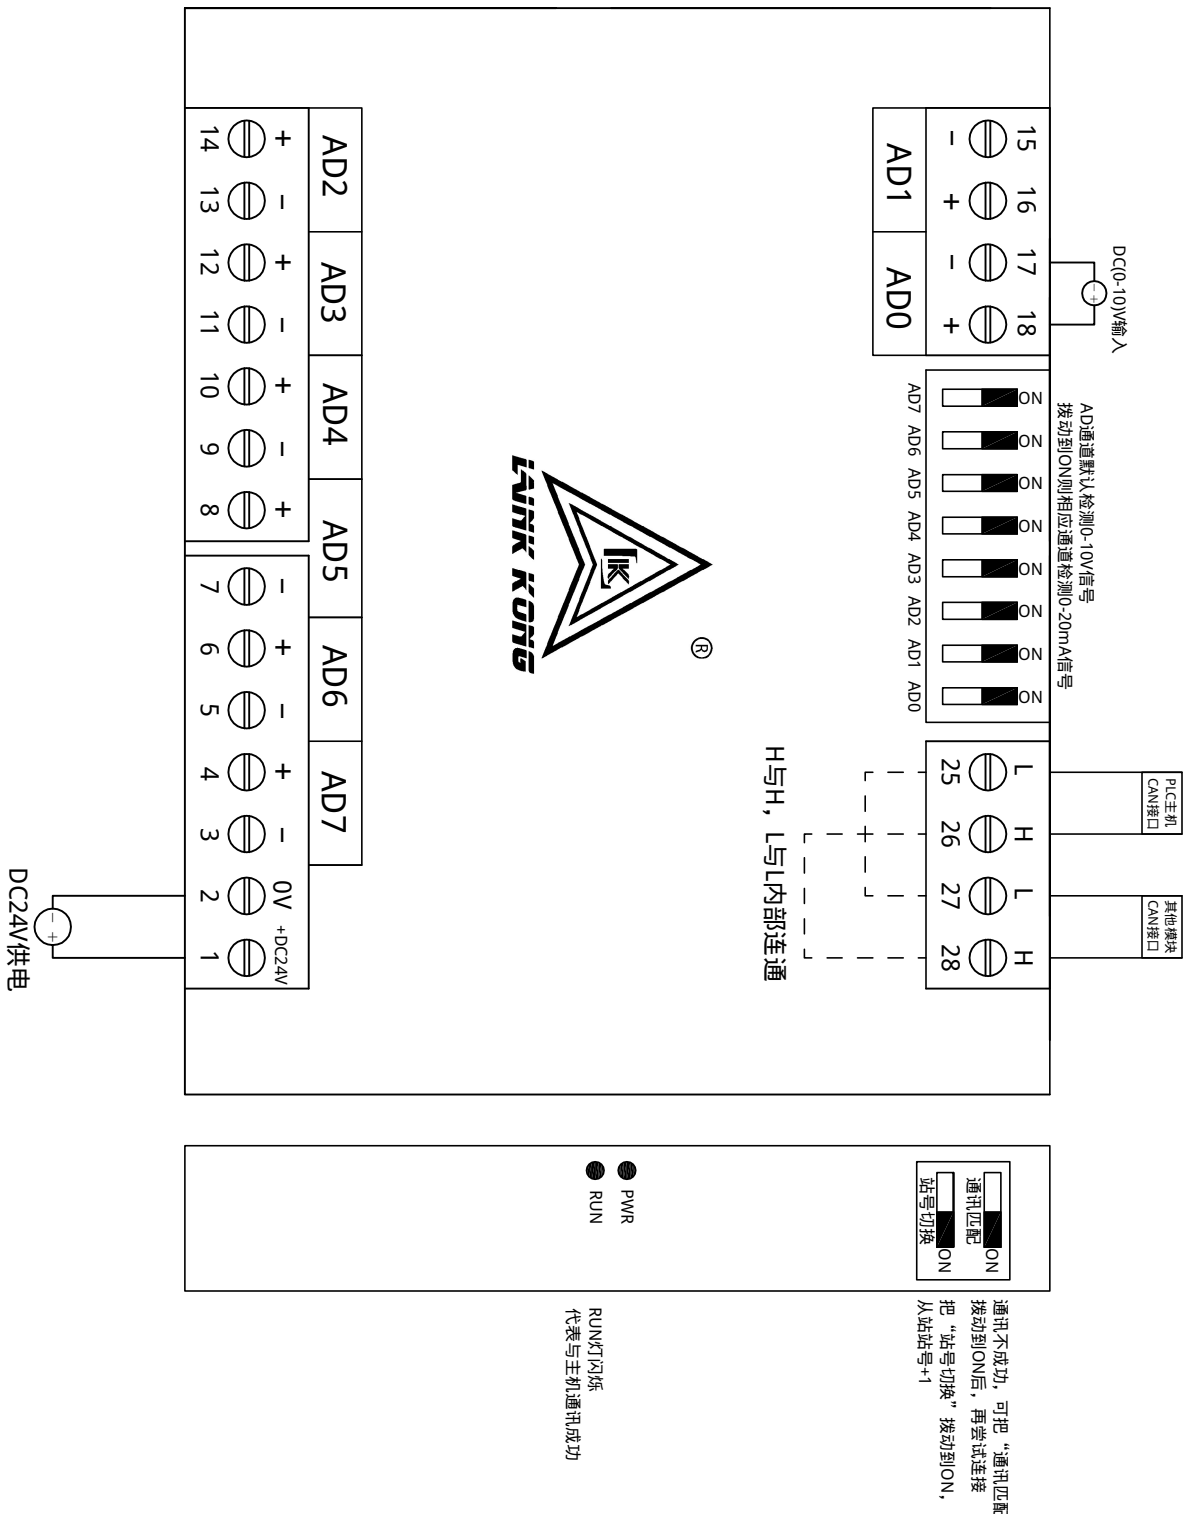 DC(0-10)V输入
15 16 17 18
− + − +
AD1 AD0
AD通道默认检测0-10V信号
拨动到ON则相应通道检测0-20mA信号
ON ON ON ON ON ON ON ON
AD7 AD6 AD5 AD4 AD3 AD2 AD1 AD0
PLC主机
CAN接口
其他模块
CAN接口
L H L H
25 26 27 28
H与H，L与L内部连通
®
LK
LAINK KONG
AD2 AD3 AD4 AD5 AD6 AD7
+ − + − + − + − + − + − 0V +DC24V
14 13 12 11 10 9 8 7 6 5 4 3 2 1
− +
DC24V供电
通讯匹配 ON
站号切换 ON
PWR
RUN
通讯不成功，可把“通讯匹配
拨动到ON后，再尝试连接
把“站号切换”拨动到ON，
从站站号+1
RUN灯闪烁
代表与主机通讯成功